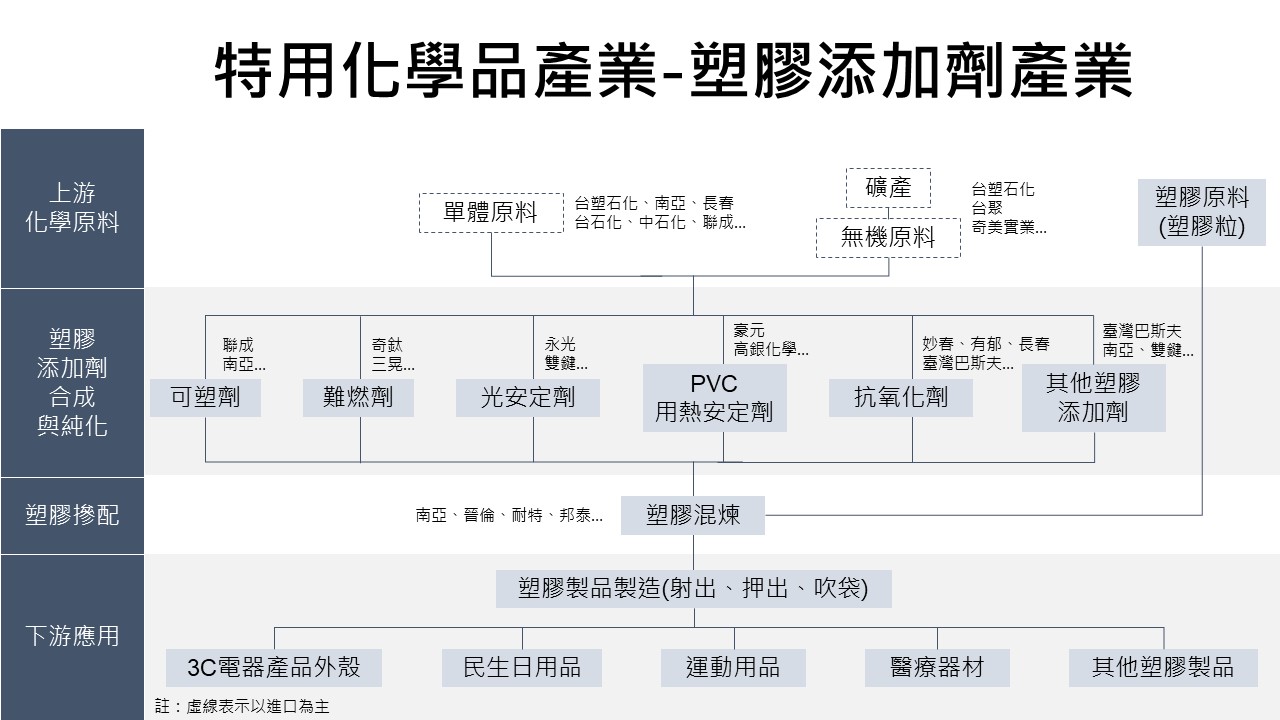 特用化學品產業-塑膠添加劑產業
上游
化學原料
單體原料
台塑石化、南亞、長春
台石化、中石化、聯成...
礦產
無機原料
台塑石化
台聚
奇美實業...
塑膠原料
(塑膠粒)
塑膠
添加劑
合成
與純化
聯成
南亞...
可塑劑
奇鈦
三晃...
難燃劑
永光
雙鍵...
光安定劑
豪元
高銀化學...
PVC
用熱安定劑
妙春、有郁、長春
臺灣巴斯夫...
抗氧化劑
臺灣巴斯夫
南亞、雙鍵...
其他塑膠
添加劑
塑膠摻配
南亞、晉倫、耐特、邦泰...
塑膠混煉
下游應用
塑膠製品製造(射出、押出、吹袋)
3C電器產品外殼
民生日用品
運動用品
醫療器材
其他塑膠製品
註：虛線表示以進口為主